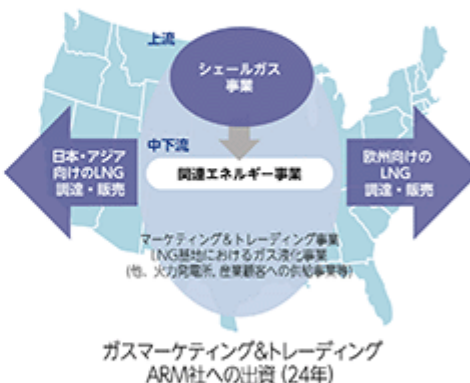 上流
シェールガス
事業
中下流
日本・アジア
向けのLNG
調達・販売
関連エネルギー事業
欧州向けの
LNG
調達・販売
マーケティング&トレーディング事業
LNG基地におけるガス液化事業
(他、火力発電所、産業顧客への供給事業等)
ガスマーケティング&トレーディング
ARM社への出資(24年)